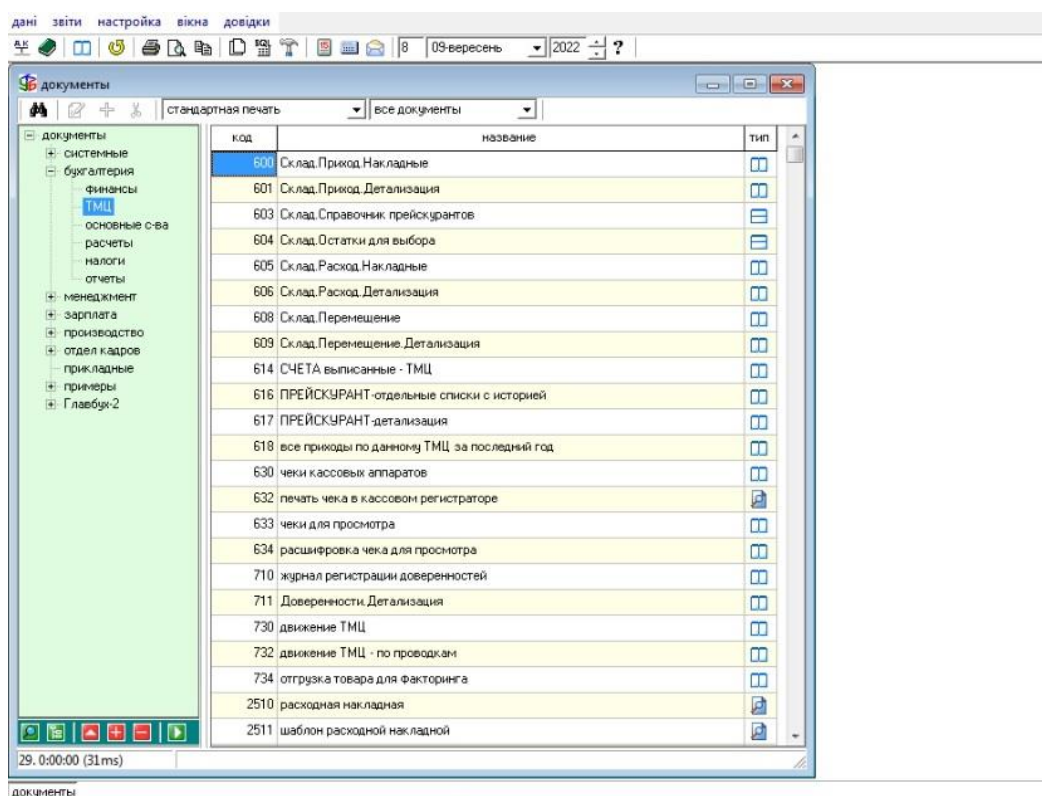 дані звіти настройка вікна довідки
8 09-вересень 2022 ?
документы
стандартная печать все документы
документы
системные
бухгалтерия
финансы
ТМЦ
основные с-ва
расчеты
налоги
отчеты
менеджмент
зарплата
производство
отдел кадров
прикладные
примеры
Главбух-2
код название тип
600 Склад.Приход.Накладные
601 Склад.Приход.Детализация
603 Склад.Справочник прейскурантов
604 Склад.Остатки для выбора
605 Склад.Расход.Накладные
606 Склад.Расход.Детализация
608 Склад.Перемещение
609 Склад.Перемещение.Детализация
614 СЧЕТА выписанные - ТМЦ
616 ПРЕЙСКУРАНТ-отдельные списки с историей
617 ПРЕЙСКУРАНТ-детализация
618 все приходы по данному ТМЦ за последний год
630 чеки кассовых аппаратов
632 печать чека в кассовом регистраторе
633 чеки для просмотра
634 расшифровка чека для просмотра
710 журнал регистрации доверенностей
711 Доверенности.Детализация
730 движение ТМЦ
732 движение ТМЦ - по проводкам
734 отгрузка товара для факторинга
2510 расходная накладная
2511 шаблон расходной накладной
29. 0:00:00 (31ms)
документы